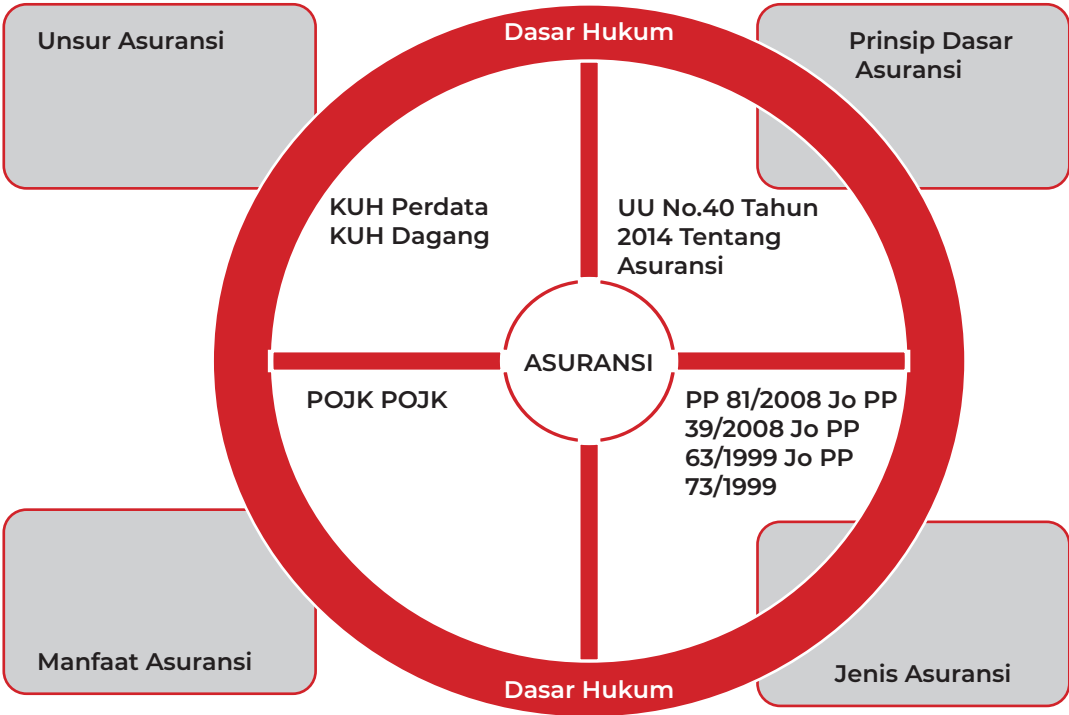 Unsur Asuransi
Dasar Hukum
Prinsip Dasar
Asuransi
KUH Perdata
KUH Dagang
UU No.40 Tahun
2014 Tentang
Asuransi
ASURANSI
POJK POJK
PP 81/2008 Jo PP
39/2008 Jo PP
63/1999 Jo PP
73/1999
Manfaat Asuransi
Dasar Hukum
Jenis Asuransi